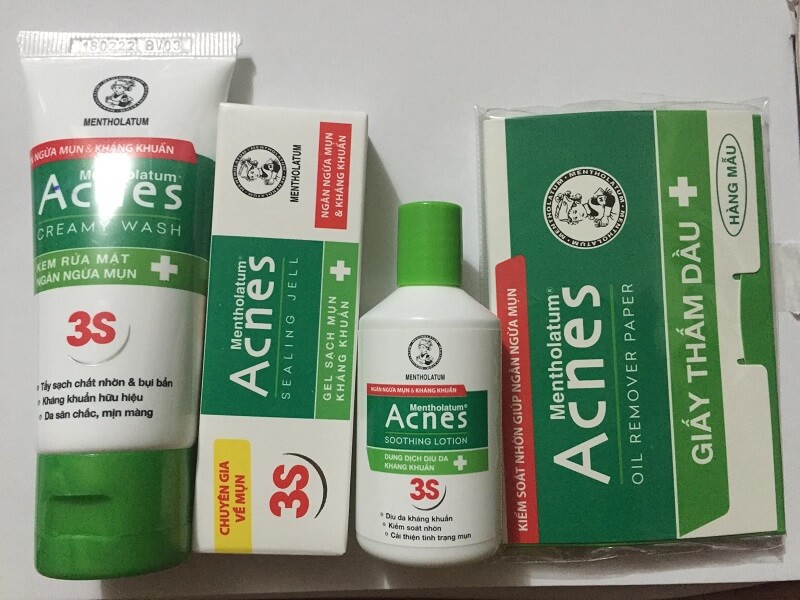 180222 BV03
MENTHOLATUM
NGỪA MỤN & KHÁNG KHUẨN
Mentholatum®
Acnes
CREAMY WASH
KEM RỬA MẶT
NGĂN NGỪA MỤN
3S
Tẩy sạch chất nhờn & bụi bẩn
Kháng khuẩn hữu hiệu
Da săn chắc, mịn màng
MENTHOLATUM
NGĂN NGỪA MỤN
& KHÁNG KHUẨN
Mentholatum®
Acnes
SEALING JELL
GEL SẠCH MỤN
KHÁNG KHUẨN
CHUYÊN GIA
VỀ MỤN
3S
MENTHOLATUM
NGĂN NGỪA MỤN & KHÁNG KHUẨN
Mentholatum®
Acnes
SOOTHING LOTION
DUNG DỊCH DỊU DA
KHÁNG KHUẨN
3S
Dịu da kháng khuẩn
Kiểm soát nhờn
Cải thiện tình trạng mụn
MENTHOLATUM • MENTHOLATUM
KIỂM SOÁT NHỜN GIÚP NGĂN NGỪA MỤN
Mentholatum®
Acnes
OIL REMOVER PAPER
GIẤY THẤM DẦU
HÀNG MẪU